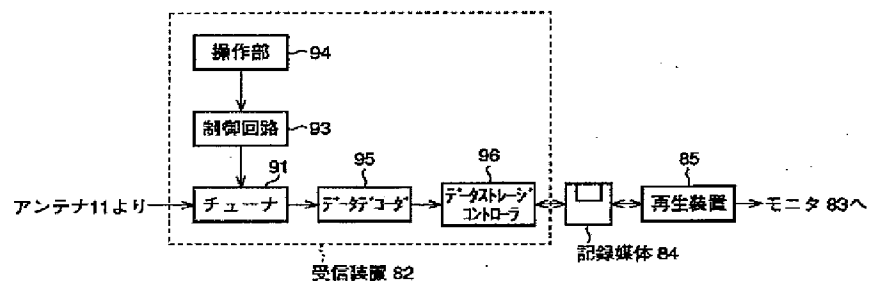 操作部
94
制御回路
93
91
95
96
85
アンテナ11より
チューナ
データデコーダ
データストレージ
コントローラ
再生装置
モニタ 83へ
記録媒体 84
受信装置 82